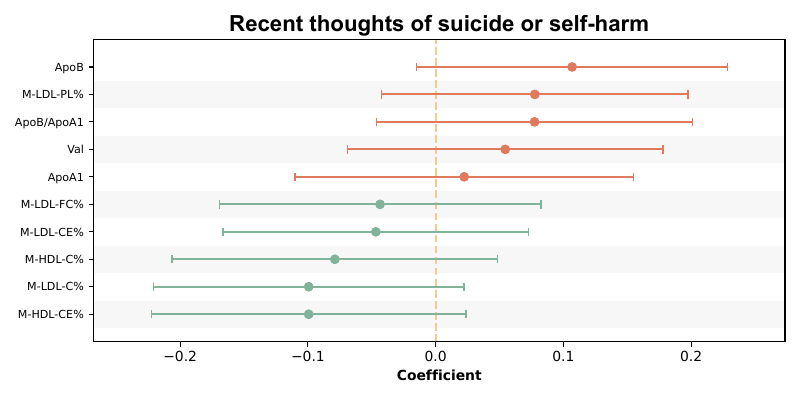 Recent thoughts of suicide or self-harm
ApoB
M-LDL-PL%
ApoB/ApoA1
Val
ApoA1
M-LDL-FC%
M-LDL-CE%
M-HDL-C%
M-LDL-C%
M-HDL-CE%
−0.2 −0.1 0.0 0.1 0.2
Coefficient